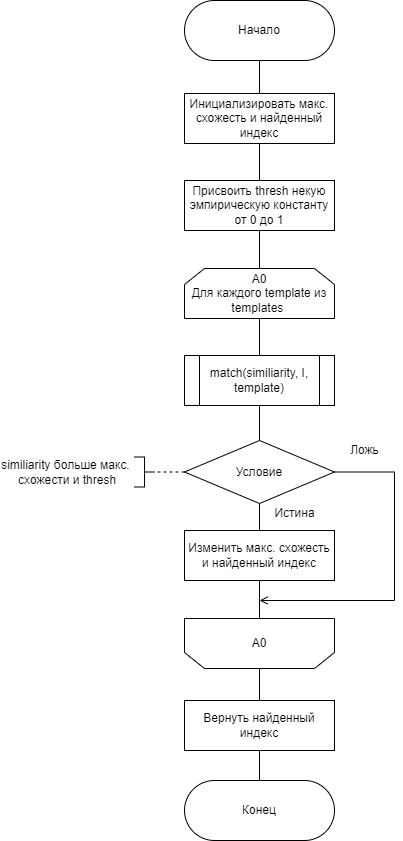 Начало
Инициализировать макс.
схожесть и найденный
индекс
Присвоить thresh некую
эмпирическую константу
от 0 до 1
A0
Для каждого template из
templates
match(similiarity, I,
template)
Ложь
similiarity больше макс.
схожести и thresh
Условие
Истина
Изменить макс. схожесть
и найденный индекс
A0
Вернуть найденный
индекс
Конец